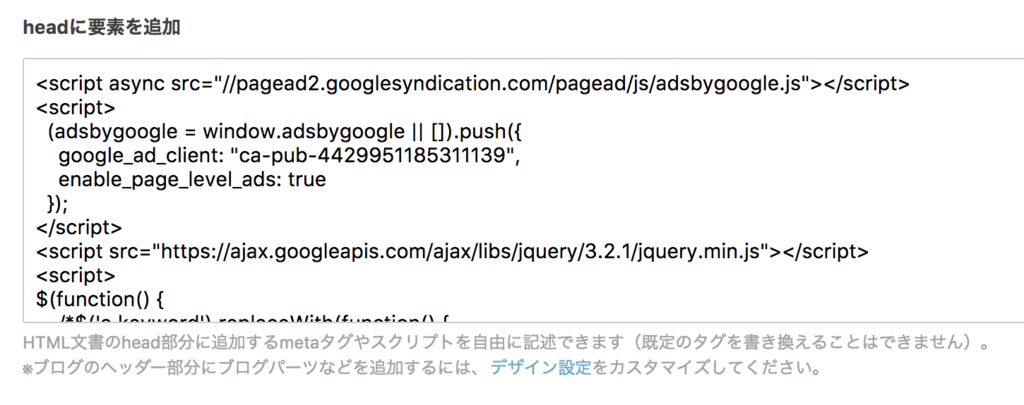 headに要素を追加
<script async src="//pagead2.googlesyndication.com/pagead/js/adsbygoogle.js"></script>
<script>
  (adsbygoogle = window.adsbygoogle || []).push({
    google_ad_client: "ca-pub-4429951185311139",
    enable_page_level_ads: true
  });
</script>
<script src="https://ajax.googleapis.com/ajax/libs/jquery/3.2.1/jquery.min.js"></script>
<script>
$(function() {
    /*$('a.keyword').replaceWith(function() {
HTML文書のhead部分に追加するmetaタグやスクリプトを自由に記述できます（既定のタグを書き換えることはできません）。
※ブログのヘッダー部分にブログパーツなどを追加するには、デザイン設定をカスタマイズしてください。